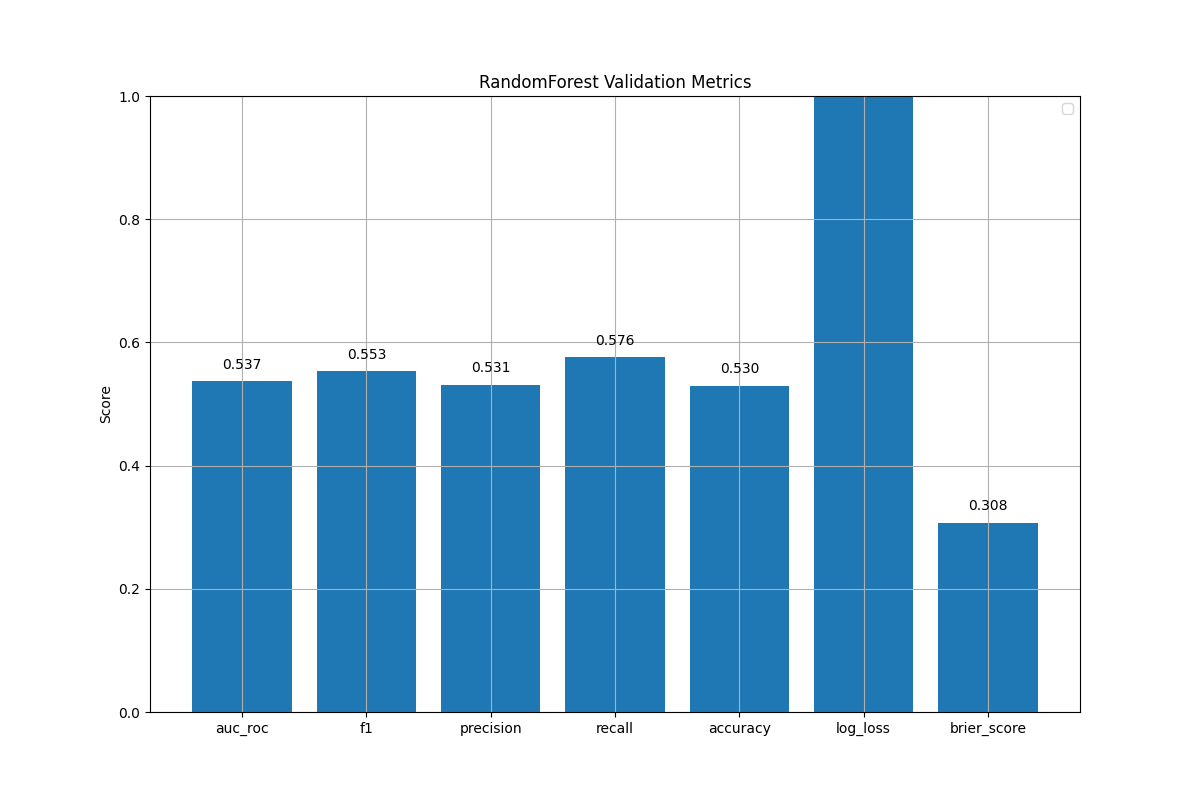 RandomForest Validation Metrics
1.0
0.8
0.6
0.4
0.2
0.0
Score
0.537
0.553
0.531
0.576
0.530
0.308
auc_roc
f1
precision
recall
accuracy
log_loss
brier_score